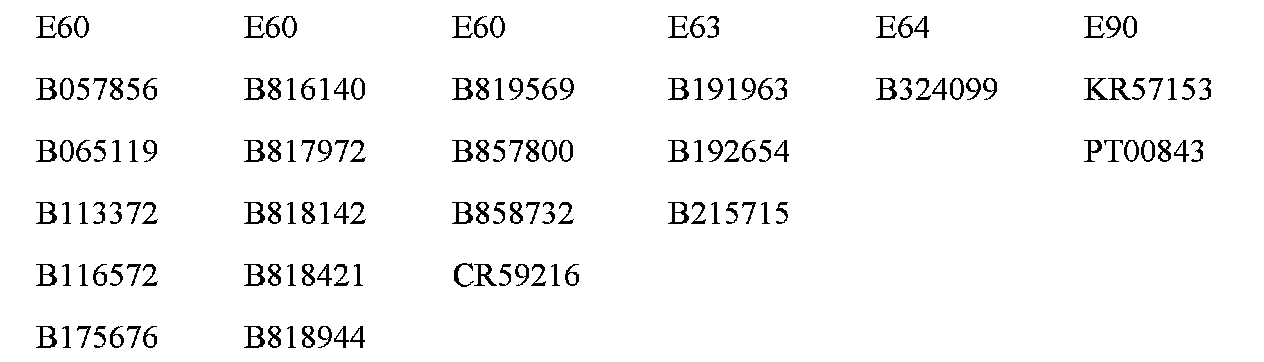 E60 E60 E60 E63 E64 E90
B057856 B816140 B819569 B191963 B324099 KR57153
B065119 B817972 B857800 B192654 PT00843
B113372 B818142 B858732 B215715
B116572 B818421 CR59216
B175676 B818944